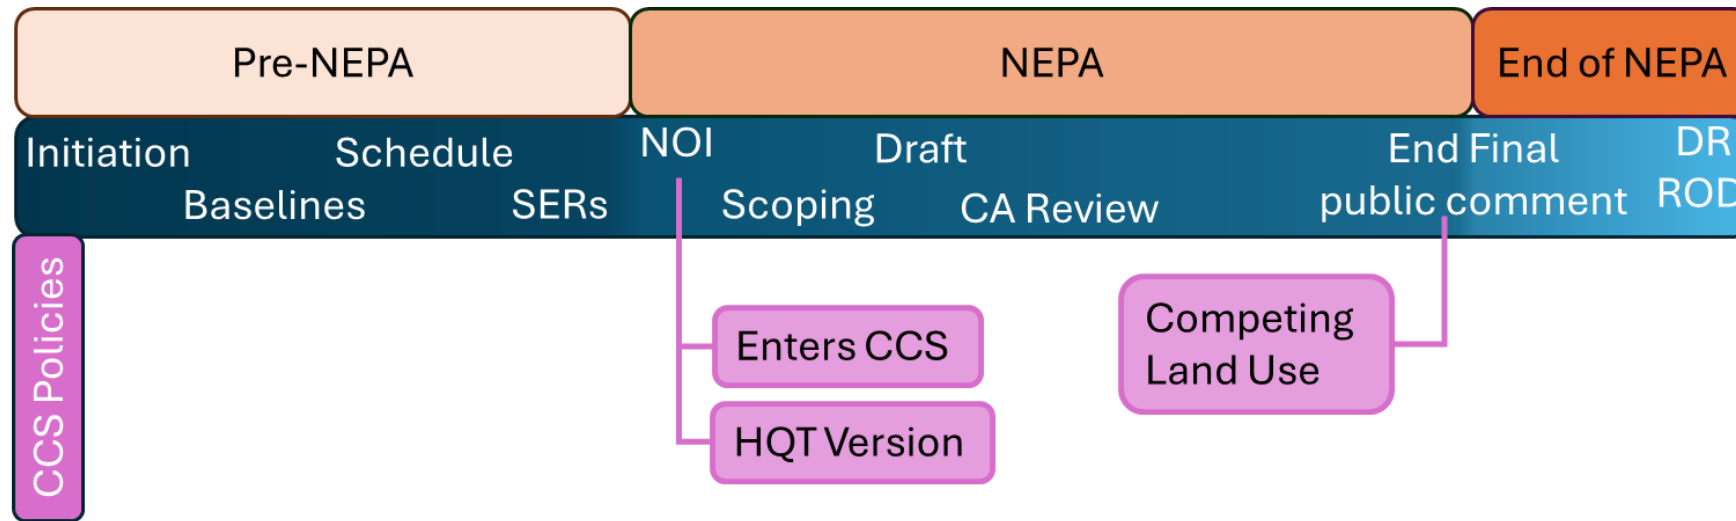 Pre-NEPA
NEPA
End of NEPA
Initiation
Baselines
Schedule
SERs
NOI
Scoping
Draft
CA Review
End Final
public comment
DR
ROD
CCS Policies
Enters CCS
HQT Version
Competing
Land Use